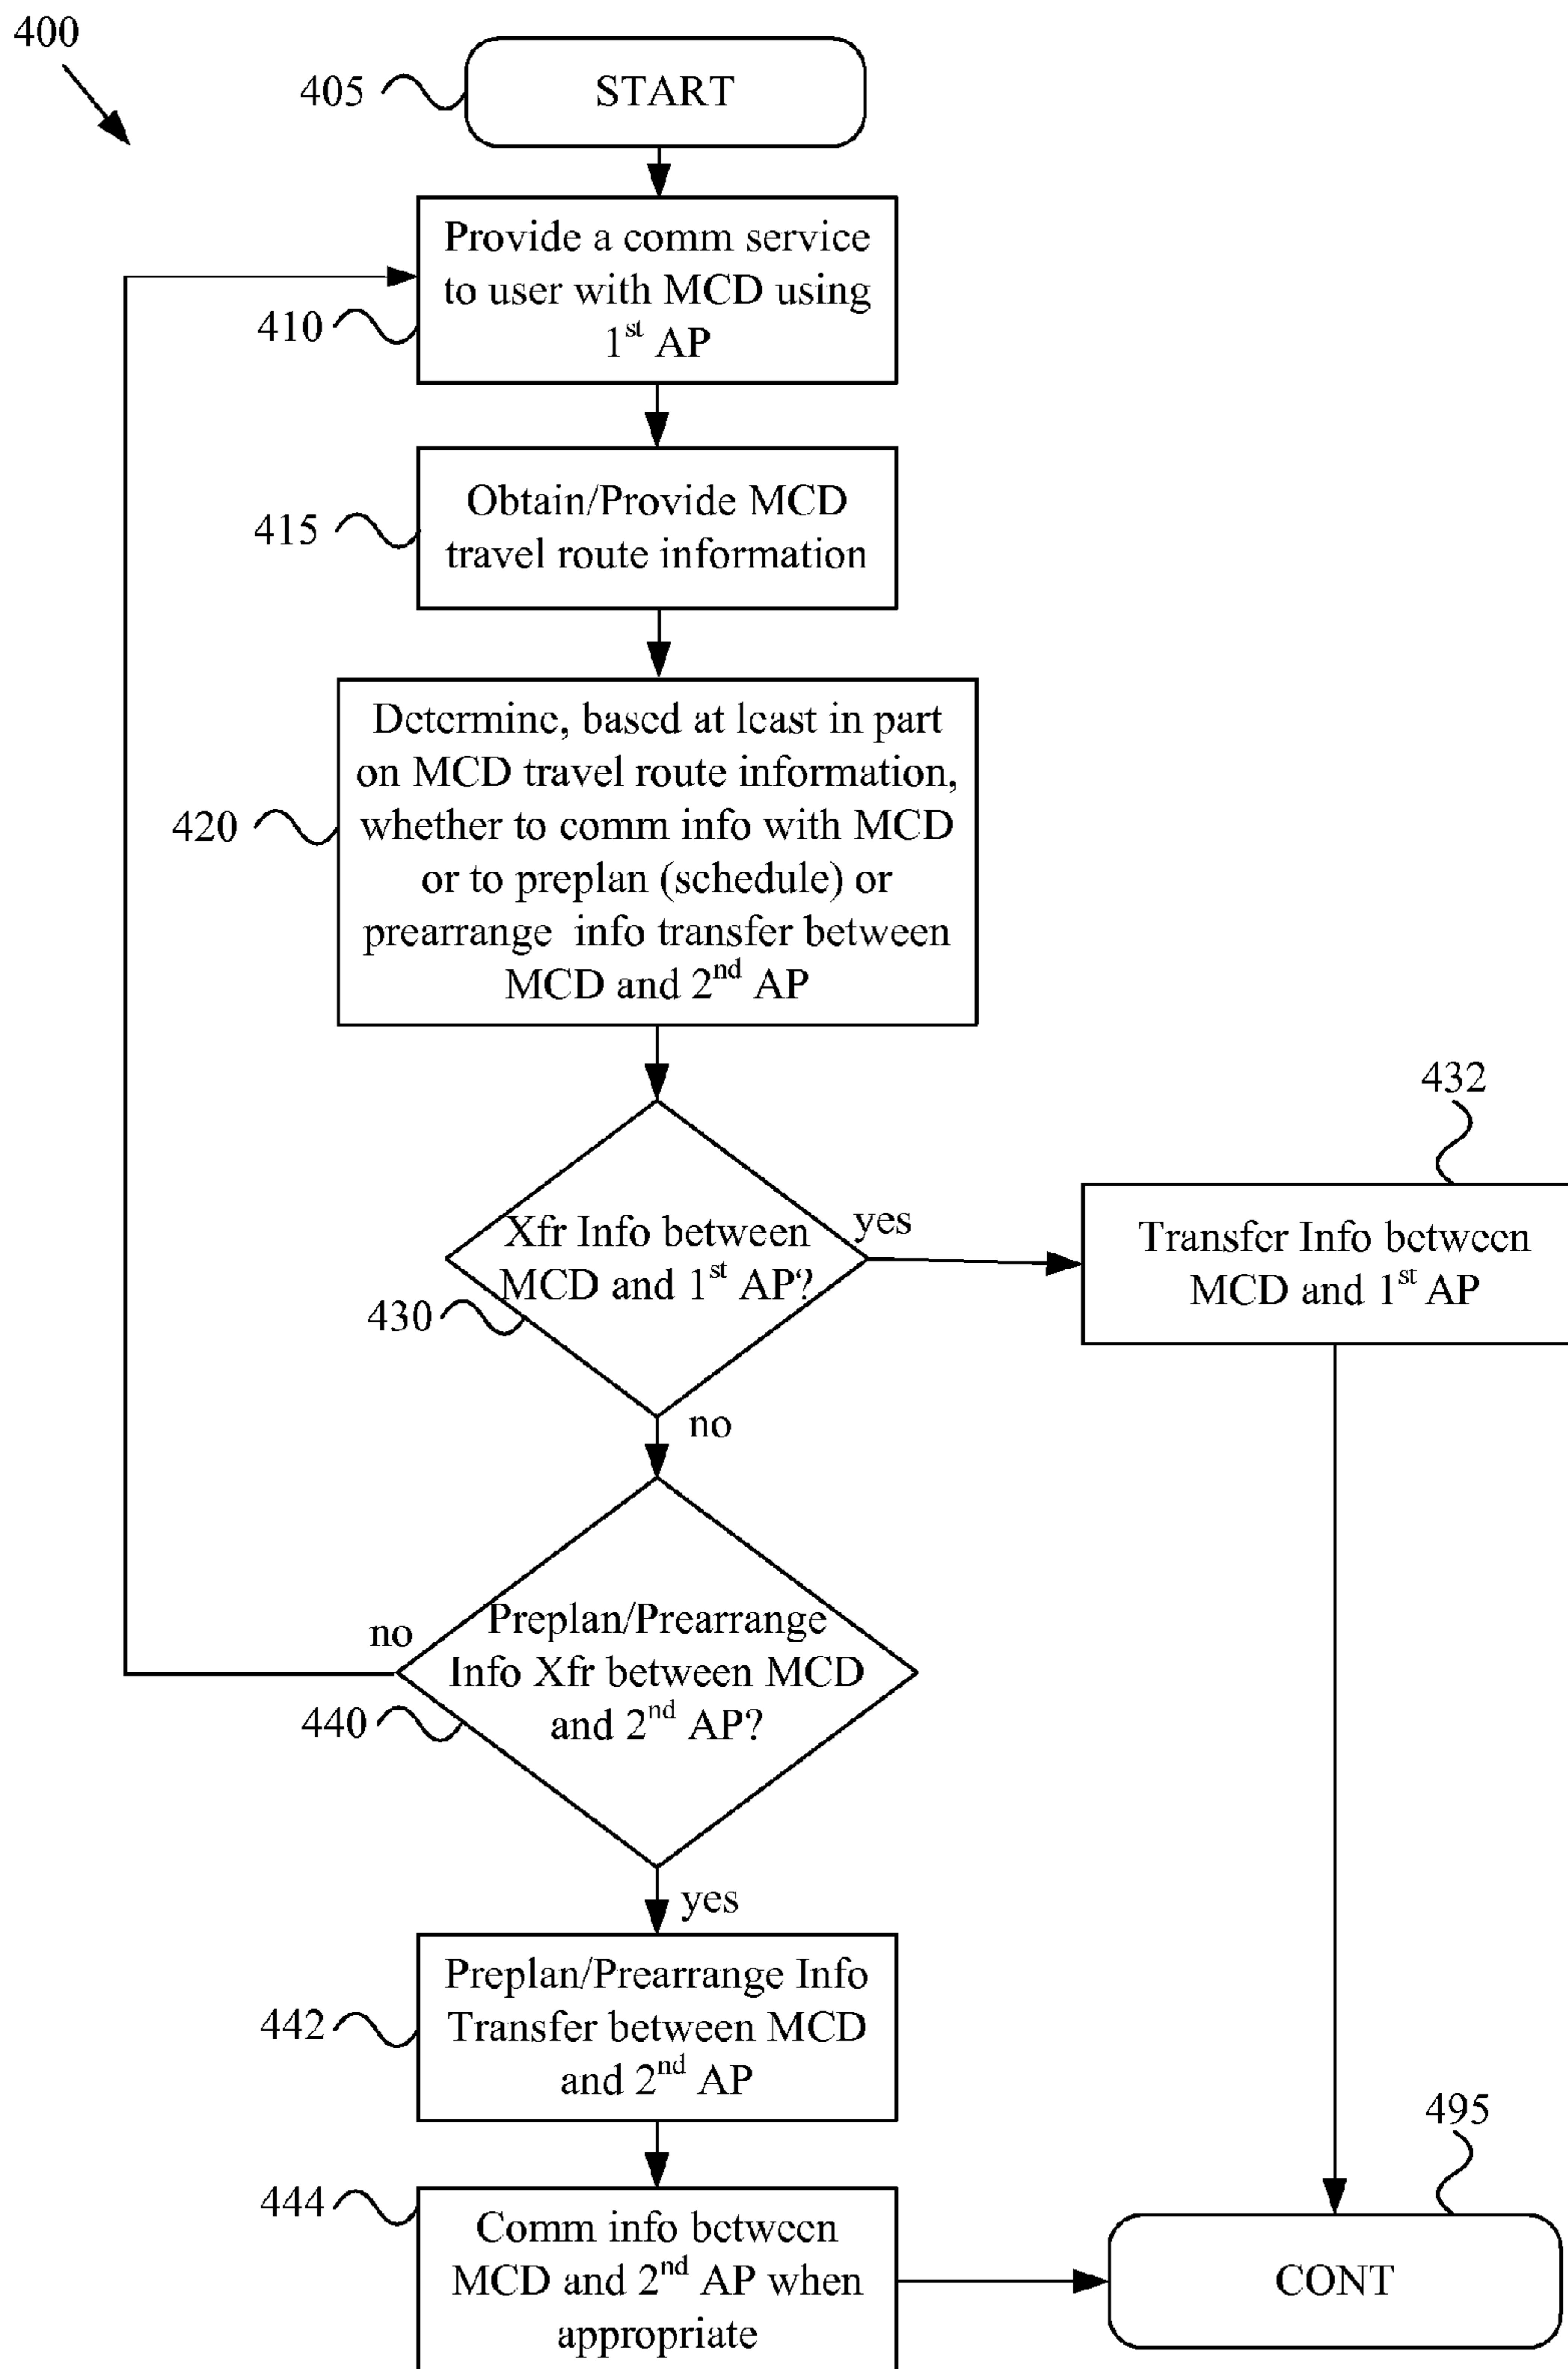 400
405
START
Provide a comm service
to user with MCD using
1st AP
410
415
Obtain/Provide MCD
travel route information
420
Determine, based at least in part
on MCD travel route information,
whether to comm info with MCD
or to preplan (schedule) or
prearrange info transfer between
MCD and 2nd AP
432
Xfr Info between
MCD and 1st AP?
yes
430
no
Transfer Info between
MCD and 1st AP
no
Preplan/Prearrange
Info Xfr between MCD
and 2nd AP?
440
yes
442
Preplan/Prearrange Info
Transfer between MCD
and 2nd AP
495
444
Comm info between
MCD and 2nd AP when
appropriate
CONT